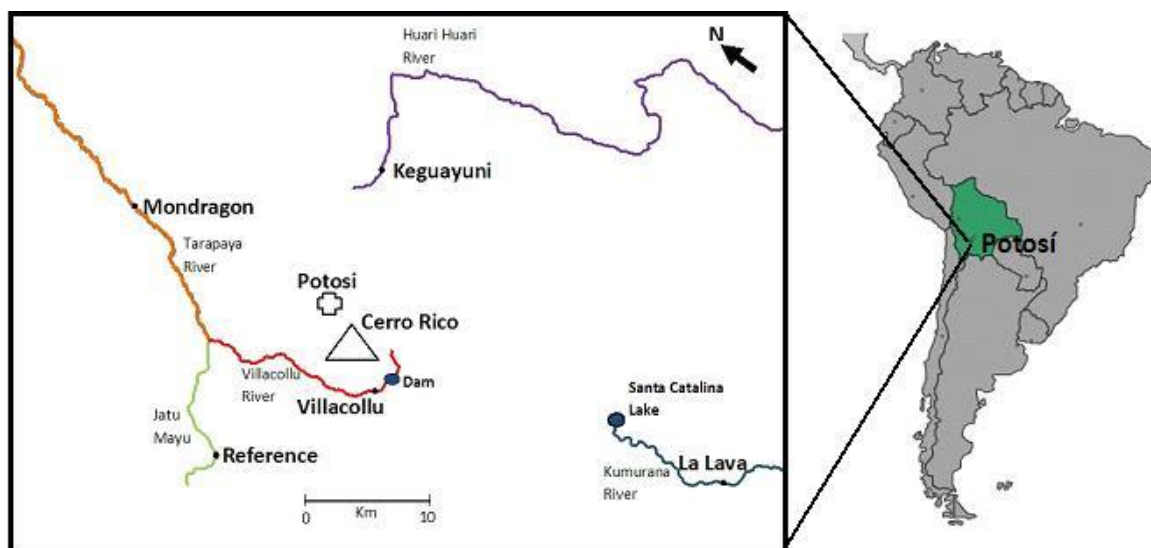 Huari Huari
River
N
Keguayuni
Mondragon
Tarapaya
River
Potosi
Cerro Rico
Villacollu
River
Dam
Villacollu
Jatu
Mayu
Reference
Santa Catalina
Lake
La Lava
Kumurana
River
0 10
Km
Potosí